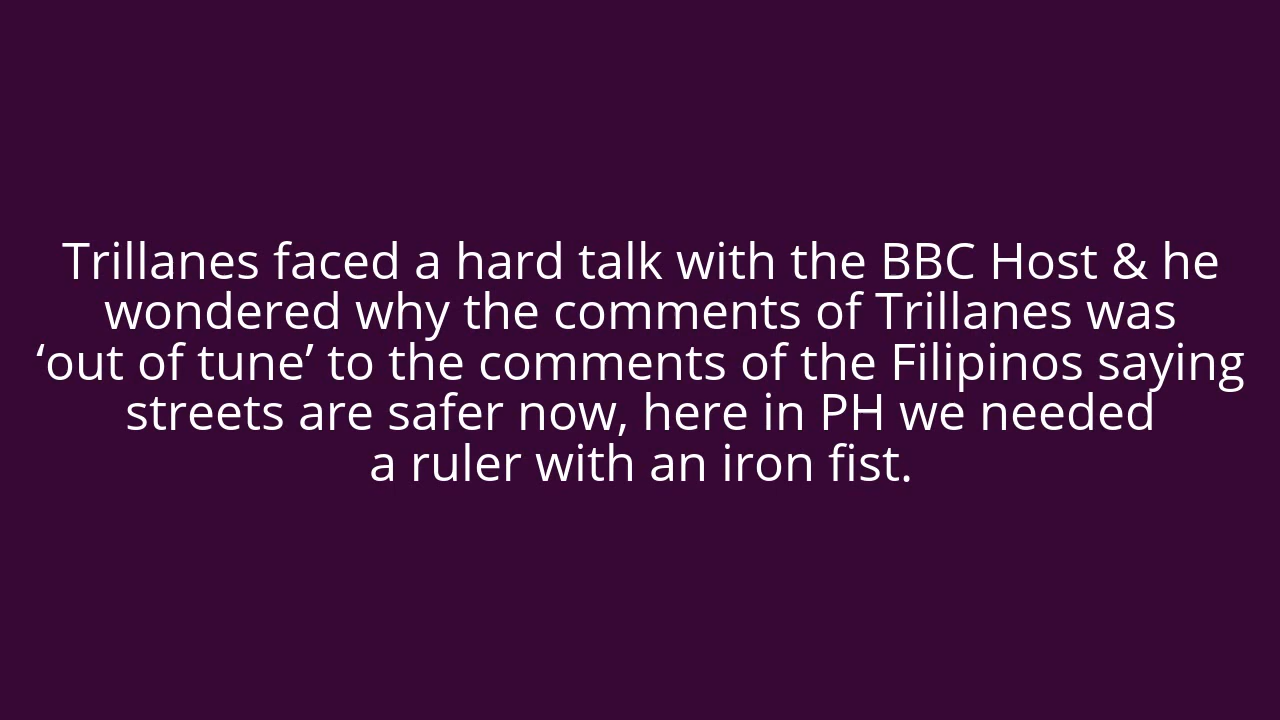 Trillanes faced a hard talk with the BBC Host & he
wondered why the comments of Trillanes was
‘out of tune’ to the comments of the Filipinos saying
streets are safer now, here in PH we needed
a ruler with an iron fist.